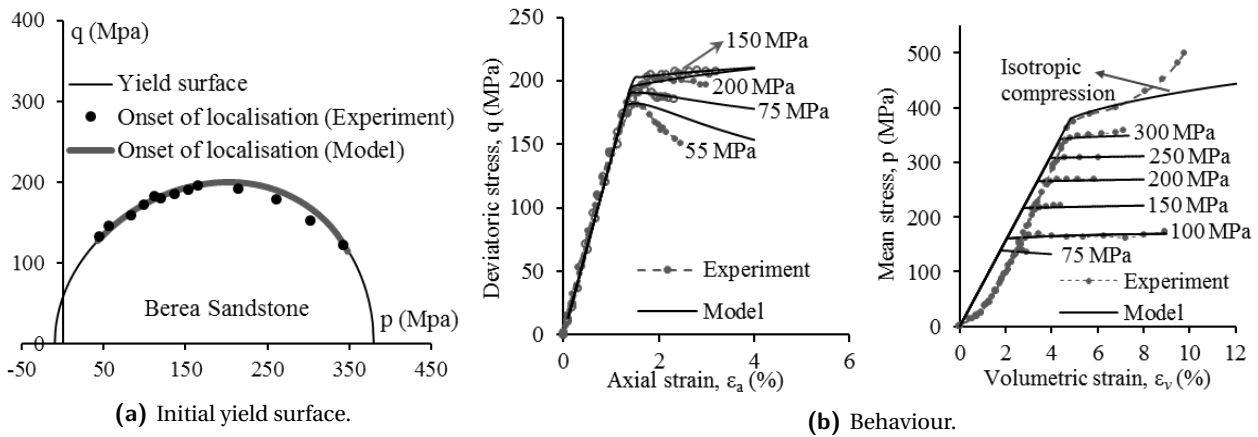 q (Mpa)
200
100
0
-50
50
150
250
350
450
p (Mpa)
Yield surface
Onset of localisation (Experiment)
Onset of localisation (Model)
Berea Sandstone
(a) Initial yield surface.
Deviatoric stress, q (MPa)
250
200
150
100
50
0
0
2
4
6
Axial strain, εa (%)
150 MPa
200 MPa
75 MPa
55 MPa
Experiment
Model
Mean stress, p (MPa)
500
400
300
200
100
0
0
2
4
6
8
10
12
Volumetric strain, εv (%)
Isotropic
compression
300 MPa
250 MPa
200 MPa
150 MPa
100 MPa
75 MPa
Experiment
Model
(b) Behaviour.